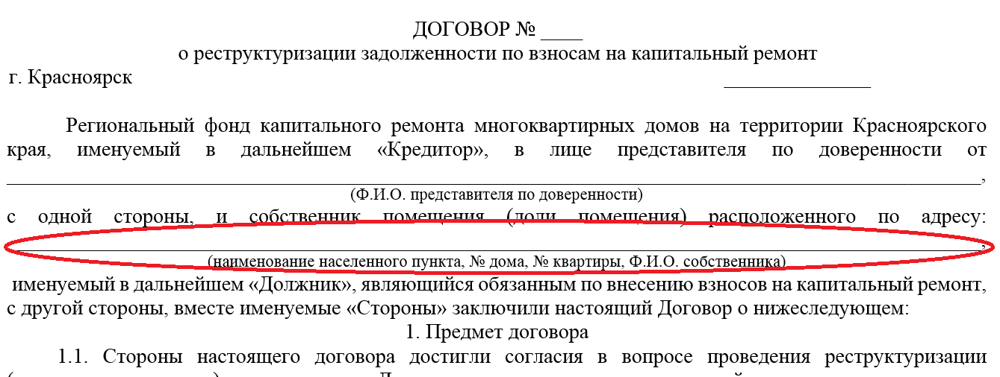 ДОГОВОР № ____
о реструктуризации задолженности по взносам на капитальный ремонт
г. Красноярск ______________
Региональный фонд капитального ремонта многоквартирных домов на территории Красноярского
края, именуемый в дальнейшем «Кредитор», в лице представителя по доверенности от
______________________________________________,
(Ф.И.О. представителя по доверенности)
с одной стороны, и собственник помещения (доли помещения) расположенного по адресу:
______________________________________________,
(наименование населенного пункта, № дома, № квартиры, Ф.И.О. собственника)
именуемый в дальнейшем «Должник», являющийся обязанным по внесению взносов на капитальный ремонт,
с другой стороны, вместе именуемые «Стороны» заключили настоящий Договор о нижеследующем:
1. Предмет договора
1.1. Стороны настоящего договора достигли согласия в вопросе проведения реструктуризации